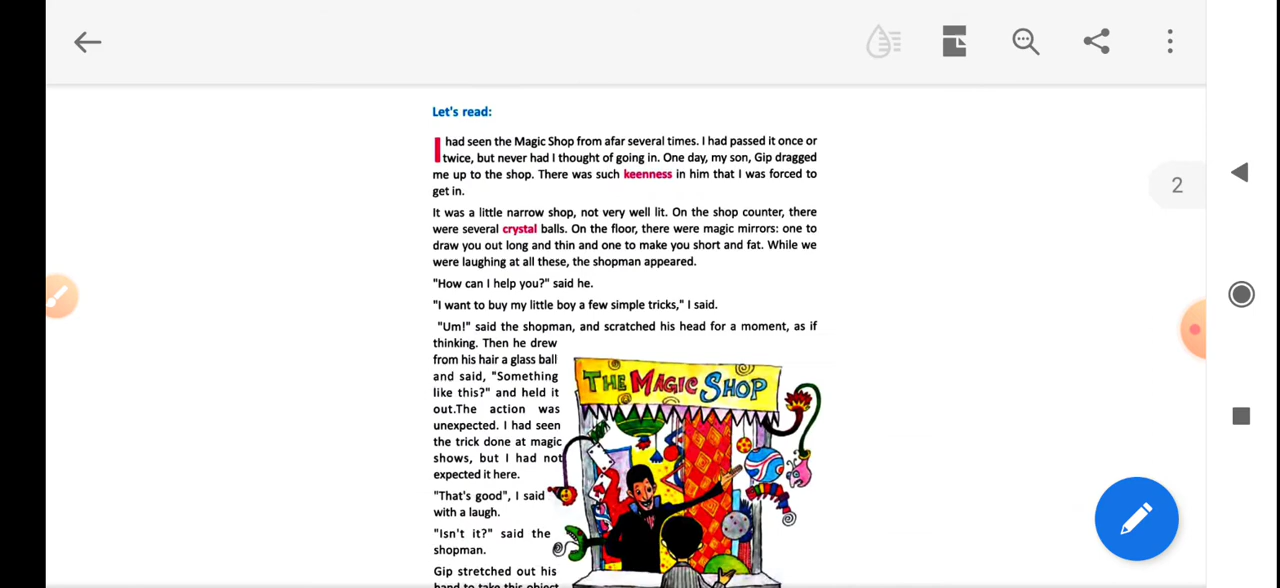 2
Let's read:
I had seen the Magic Shop from afar several times. I had passed it once or
twice, but never had I thought of going in. One day, my son, Gip dragged
me up to the shop. There was such keenness in him that I was forced to
get in.
It was a little narrow shop, not very well lit. On the shop counter, there
were several crystal balls. On the floor, there were magic mirrors: one to
draw you out long and thin and one to make you short and fat. While we
were laughing at all these, the shopman appeared.
"How can I help you?" said he.
"I want to buy my little boy a few simple tricks," I said.
"Um!" said the shopman, and scratched his head for a moment, as if
thinking. Then he drew
from his hair a glass ball
and said, "Something
like this?" and held it
out.The action was
unexpected. I had seen
the trick done at magic
shows, but I had not
expected it here.
"That's good", I said
with a laugh.
"Isn't it?" said the
shopman.
Gip stretched out his
hand to take this object
THE MAGIC SHOP